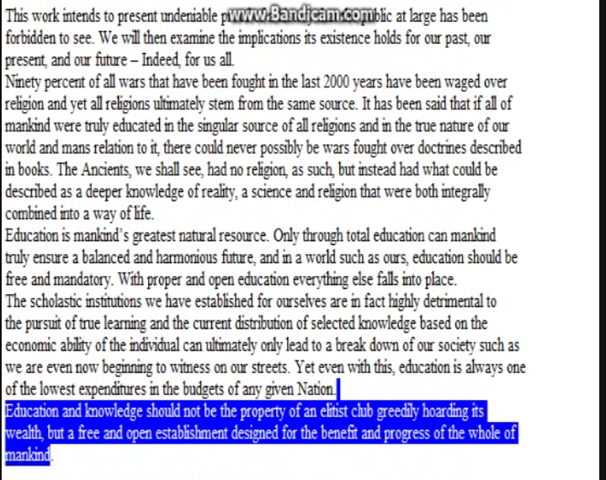 This work intends to present undeniable p www.Bandicam.com public at large has been
forbidden to see. We will then examine the implications its existence holds for our past, our
present, and our future – Indeed, for us all.
Ninety percent of all wars that have been fought in the last 2000 years have been waged over
religion and yet all religions ultimately stem from the same source. It has been said that if all of
mankind were truly educated in the singular source of all religions and in the true nature of our
world and mans relation to it, there could never possibly be wars fought over doctrines described
in books. The Ancients, we shall see, had no religion, as such, but instead had what could be
described as a deeper knowledge of reality, a science and religion that were both integrally
combined into a way of life.
Education is mankind's greatest natural resource. Only through total education can mankind
truly ensure a balanced and harmonious future, and in a world such as ours, education should be
free and mandatory. With proper and open education everything else falls into place.
The scholastic institutions we have established for ourselves are in fact highly detrimental to
the pursuit of true learning and the current distribution of selected knowledge based on the
economic ability of the individual can ultimately only lead to a break down of our society such as
we are even now beginning to witness on our streets. Yet even with this, education is always one
of the lowest expenditures in the budgets of any given Nation.
Education and knowledge should not be the property of an elitist club greedily hoarding its
wealth, but a free and open establishment designed for the benefit and progress of the whole of
mankind.